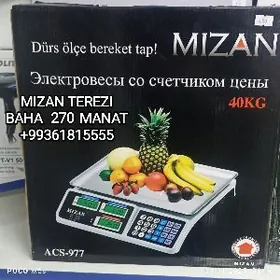 Dürs ölçe bereket tap!
MIZAN
Электровесы со счетчиком цены
40KG
MIZAN TEREZI
BAHA 270 MANAT
+99361815555
MIZAN
ACS-977
MIZAN